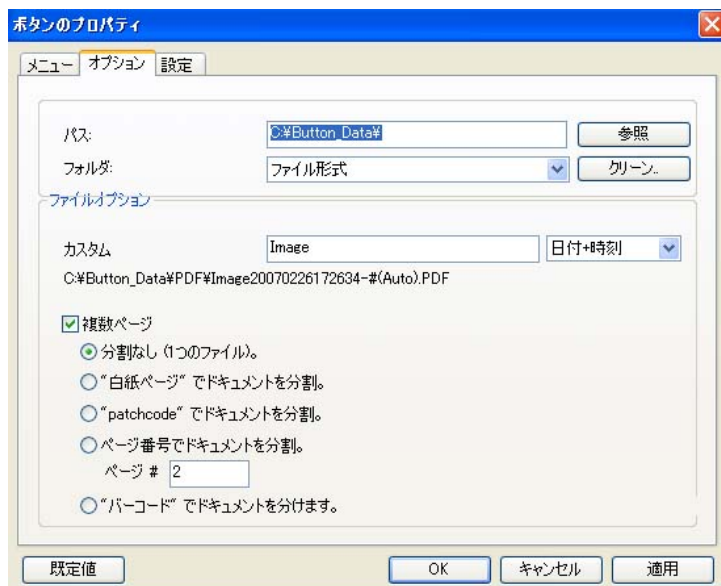 ボタンのプロパティ
メニュー オプション 設定
パス: C:¥Button_Data¥ 参照
フォルダ: ファイル形式 クリーン..
ファイルオプション
カスタム Image 日付+時刻
C:¥Button_Data¥PDF¥Image20070226172634-#(Auto).PDF
複数ページ
分割なし (1つのファイル)。
"白紙ページ" でドキュメントを分割。
"patchcode" でドキュメントを分割。
ページ番号でドキュメントを分割。
ページ # 2
"バーコード" でドキュメントを分けます。
既定値 OK キャンセル 適用